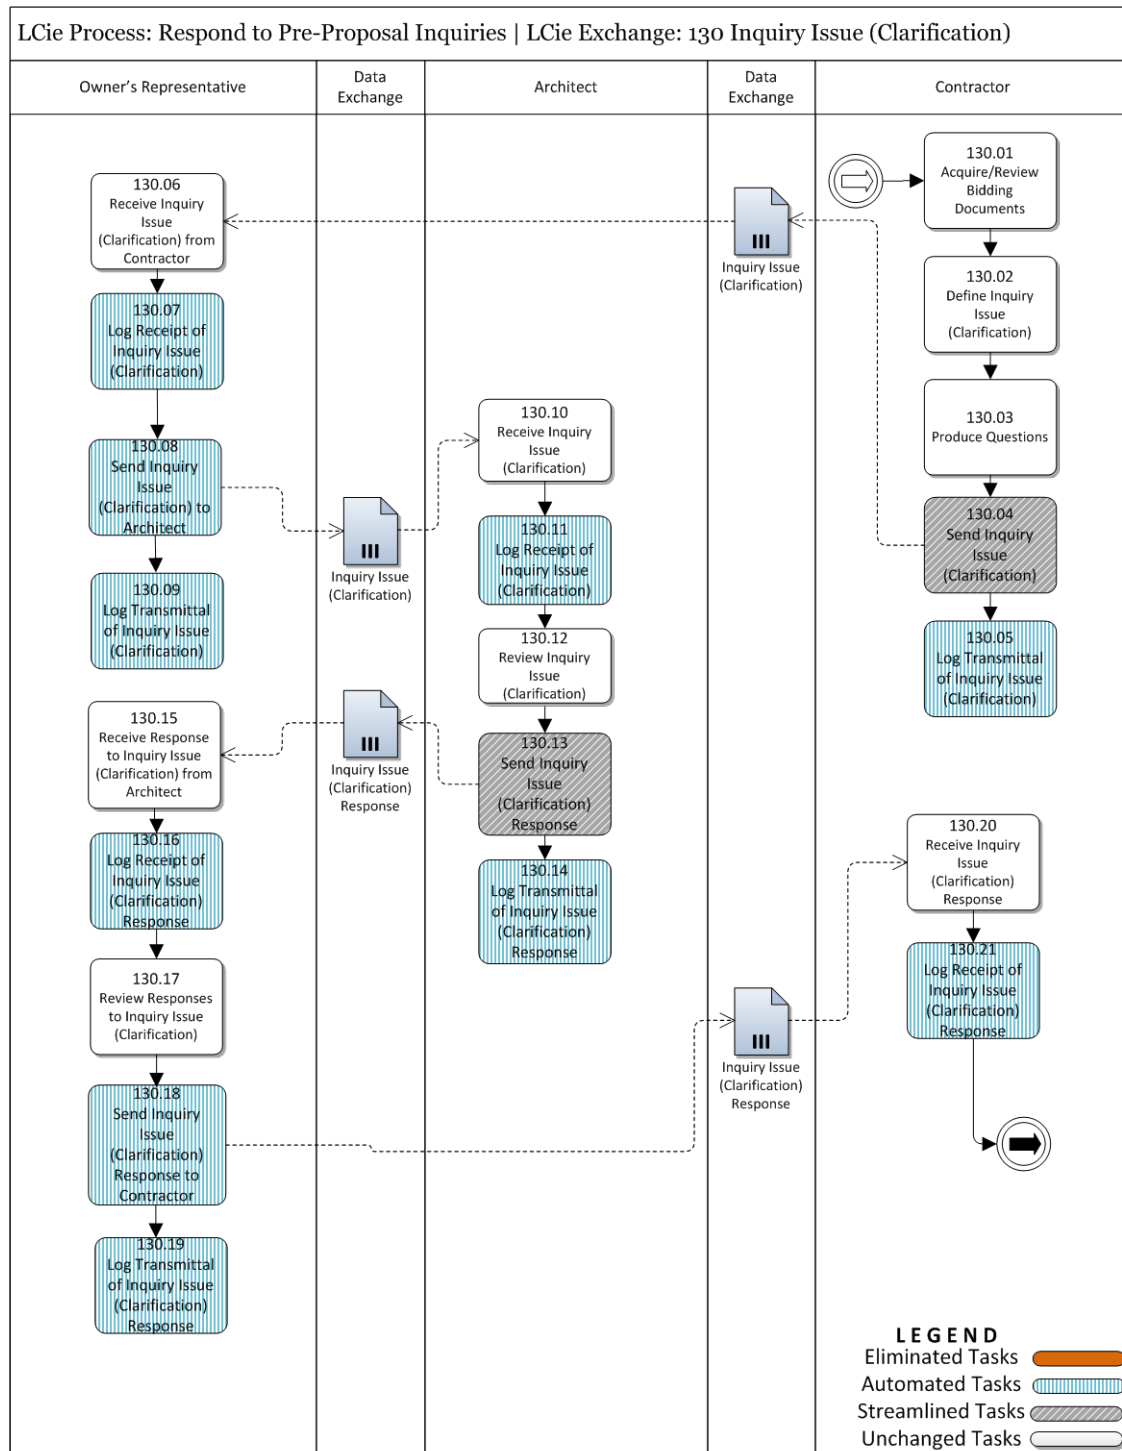 LCie Process: Respond to Pre-Proposal Inquiries | LCie Exchange: 130 Inquiry Issue (Clarification)
Owner's Representative
Data
Exchange
Architect
Data
Exchange
Contractor
130.06
Receive Inquiry
Issue
(Clarification) from
Contractor
130.07
Log Receipt of
Inquiry Issue
(Clarification)
130.08
Send Inquiry
Issue
(Clarification) to
Architect
130.09
Log Transmittal
of Inquiry Issue
(Clarification)
130.15
Receive Response
to Inquiry Issue
(Clarification) from
Architect
130.16
Log Receipt of
Inquiry Issue
(Clarification)
Response
130.17
Review Responses
to Inquiry Issue
(Clarification)
130.18
Send Inquiry
Issue
(Clarification)
Response to
Contractor
130.19
Log Transmittal
of Inquiry Issue
(Clarification)
Response
Inquiry Issue
(Clarification)
Inquiry Issue
(Clarification)
Response
130.10
Receive Inquiry
Issue
(Clarification)
130.11
Log Receipt of
Inquiry Issue
(Clarification)
130.12
Review Inquiry
Issue
(Clarification)
130.13
Send Inquiry
Issue
(Clarification)
Response
130.14
Log Transmittal
of Inquiry Issue
(Clarification)
Response
Inquiry Issue
(Clarification)
Inquiry Issue
(Clarification)
Response
130.01
Acquire/Review
Bidding
Documents
130.02
Define Inquiry
Issue
(Clarification)
130.03
Produce Questions
130.04
Send Inquiry
Issue
(Clarification)
130.05
Log Transmittal
of Inquiry Issue
(Clarification)
130.20
Receive Inquiry
Issue
(Clarification)
Response
130.21
Log Receipt of
Inquiry Issue
(Clarification)
Response
LEGEND
Eliminated Tasks
Automated Tasks
Streamlined Tasks
Unchanged Tasks